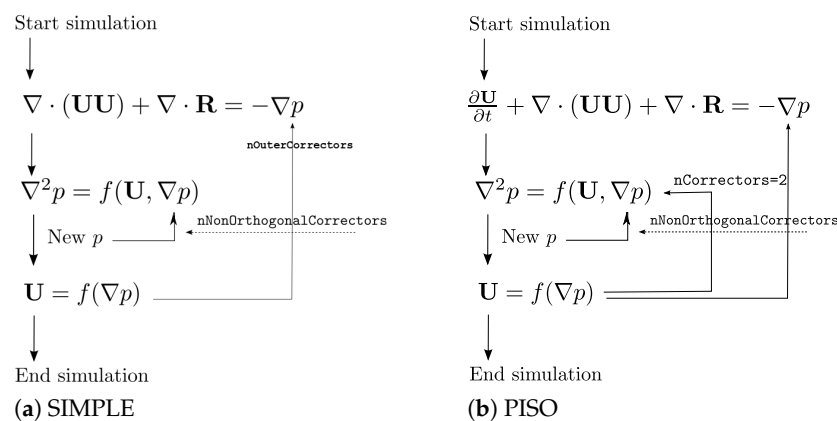 Start simulation
∇ · (UU) + ∇ · R = −∇p
nOuterCorrectors
∇²p = f(U, ∇p)
nNonOrthogonalCorrectors
New p
U = f(∇p)
End simulation
(a) SIMPLE
Start simulation
∂U/∂t + ∇ · (UU) + ∇ · R = −∇p
nCorrectors=2
∇²p = f(U, ∇p)
nNonOrthogonalCorrectors
New p
U = f(∇p)
End simulation
(b) PISO